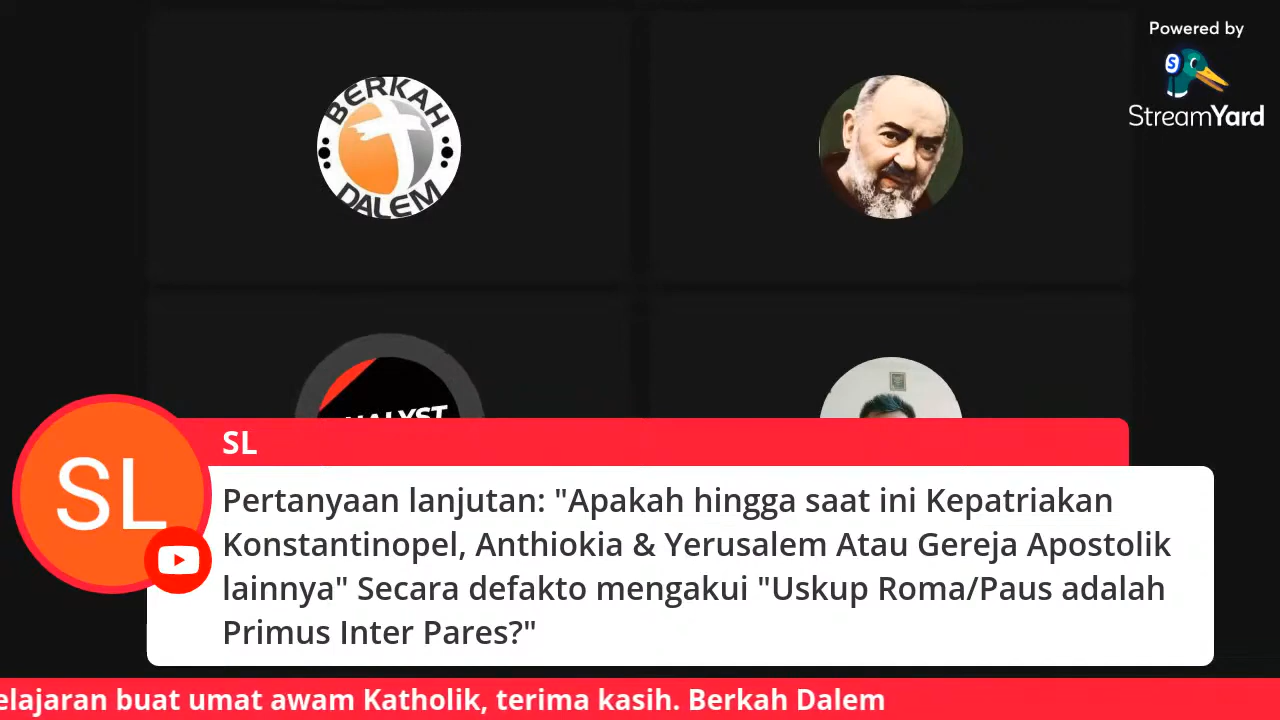 Powered by
StreamYard
BERKAH
DALEM
SL
SL
Pertanyaan lanjutan: "Apakah hingga saat ini Kepatriakan
Konstantinopel, Anthiokia & Yerusalem Atau Gereja Apostolik
lainnya" Secara defakto mengakui "Uskup Roma/Paus adalah
Primus Inter Pares?"
elajaran buat umat awam Katholik, terima kasih. Berkah Dalem